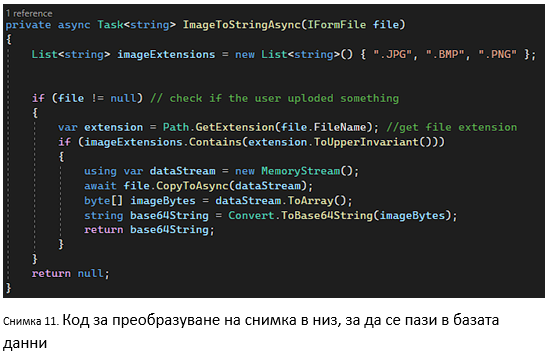 1 reference
private async Task<string> ImageToStringAsync(IFormFile file)
{
    List<string> imageExtensions = new List<string>() { ".JPG", ".BMP", ".PNG" };
    if (file != null) // check if the user uploded something
    {
        var extension = Path.GetExtension(file.FileName); //get file extension
        if (imageExtensions.Contains(extension.ToUpperInvariant()))
        {
            using var dataStream = new MemoryStream();
            await file.CopyToAsync(dataStream);
            byte[] imageBytes = dataStream.ToArray();
            string base64String = Convert.ToBase64String(imageBytes);
            return base64String;
        }
    }
    return null;
}
Снимка 11. Код за преобразуване на снимка в низ, за да се пази в базата
данни